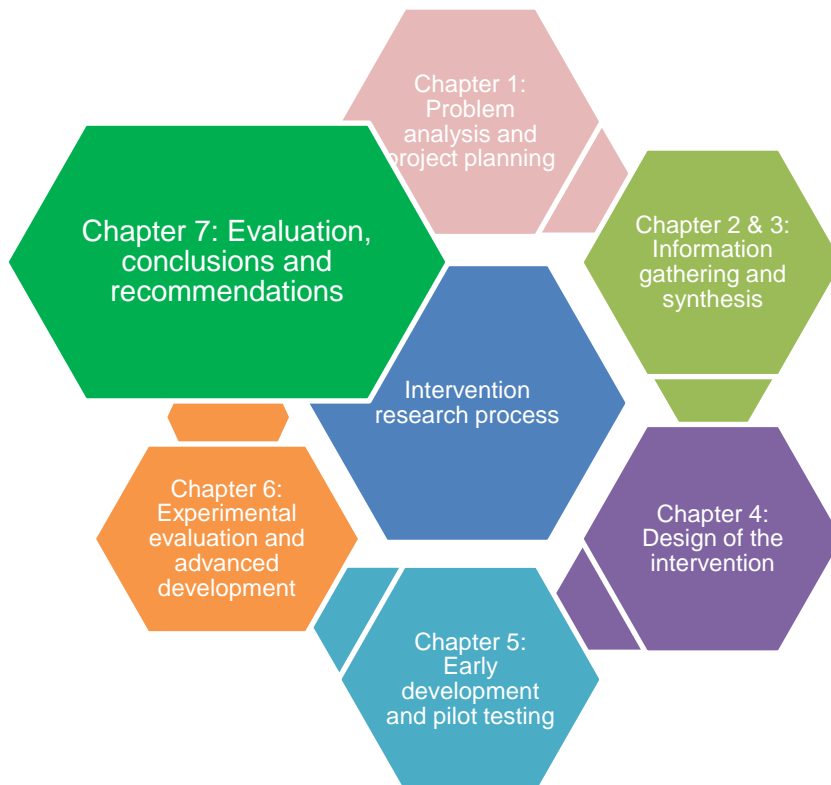 Chapter 1:
Problem
analysis and
project planning
Chapter 2 & 3:
Information
gathering and
synthesis
Chapter 4:
Design of the
intervention
Chapter 5:
Early
development
and pilot testing
Chapter 6:
Experimental
evaluation and
advanced
development
Chapter 7: Evaluation,
conclusions and
recommendations
Intervention
research process